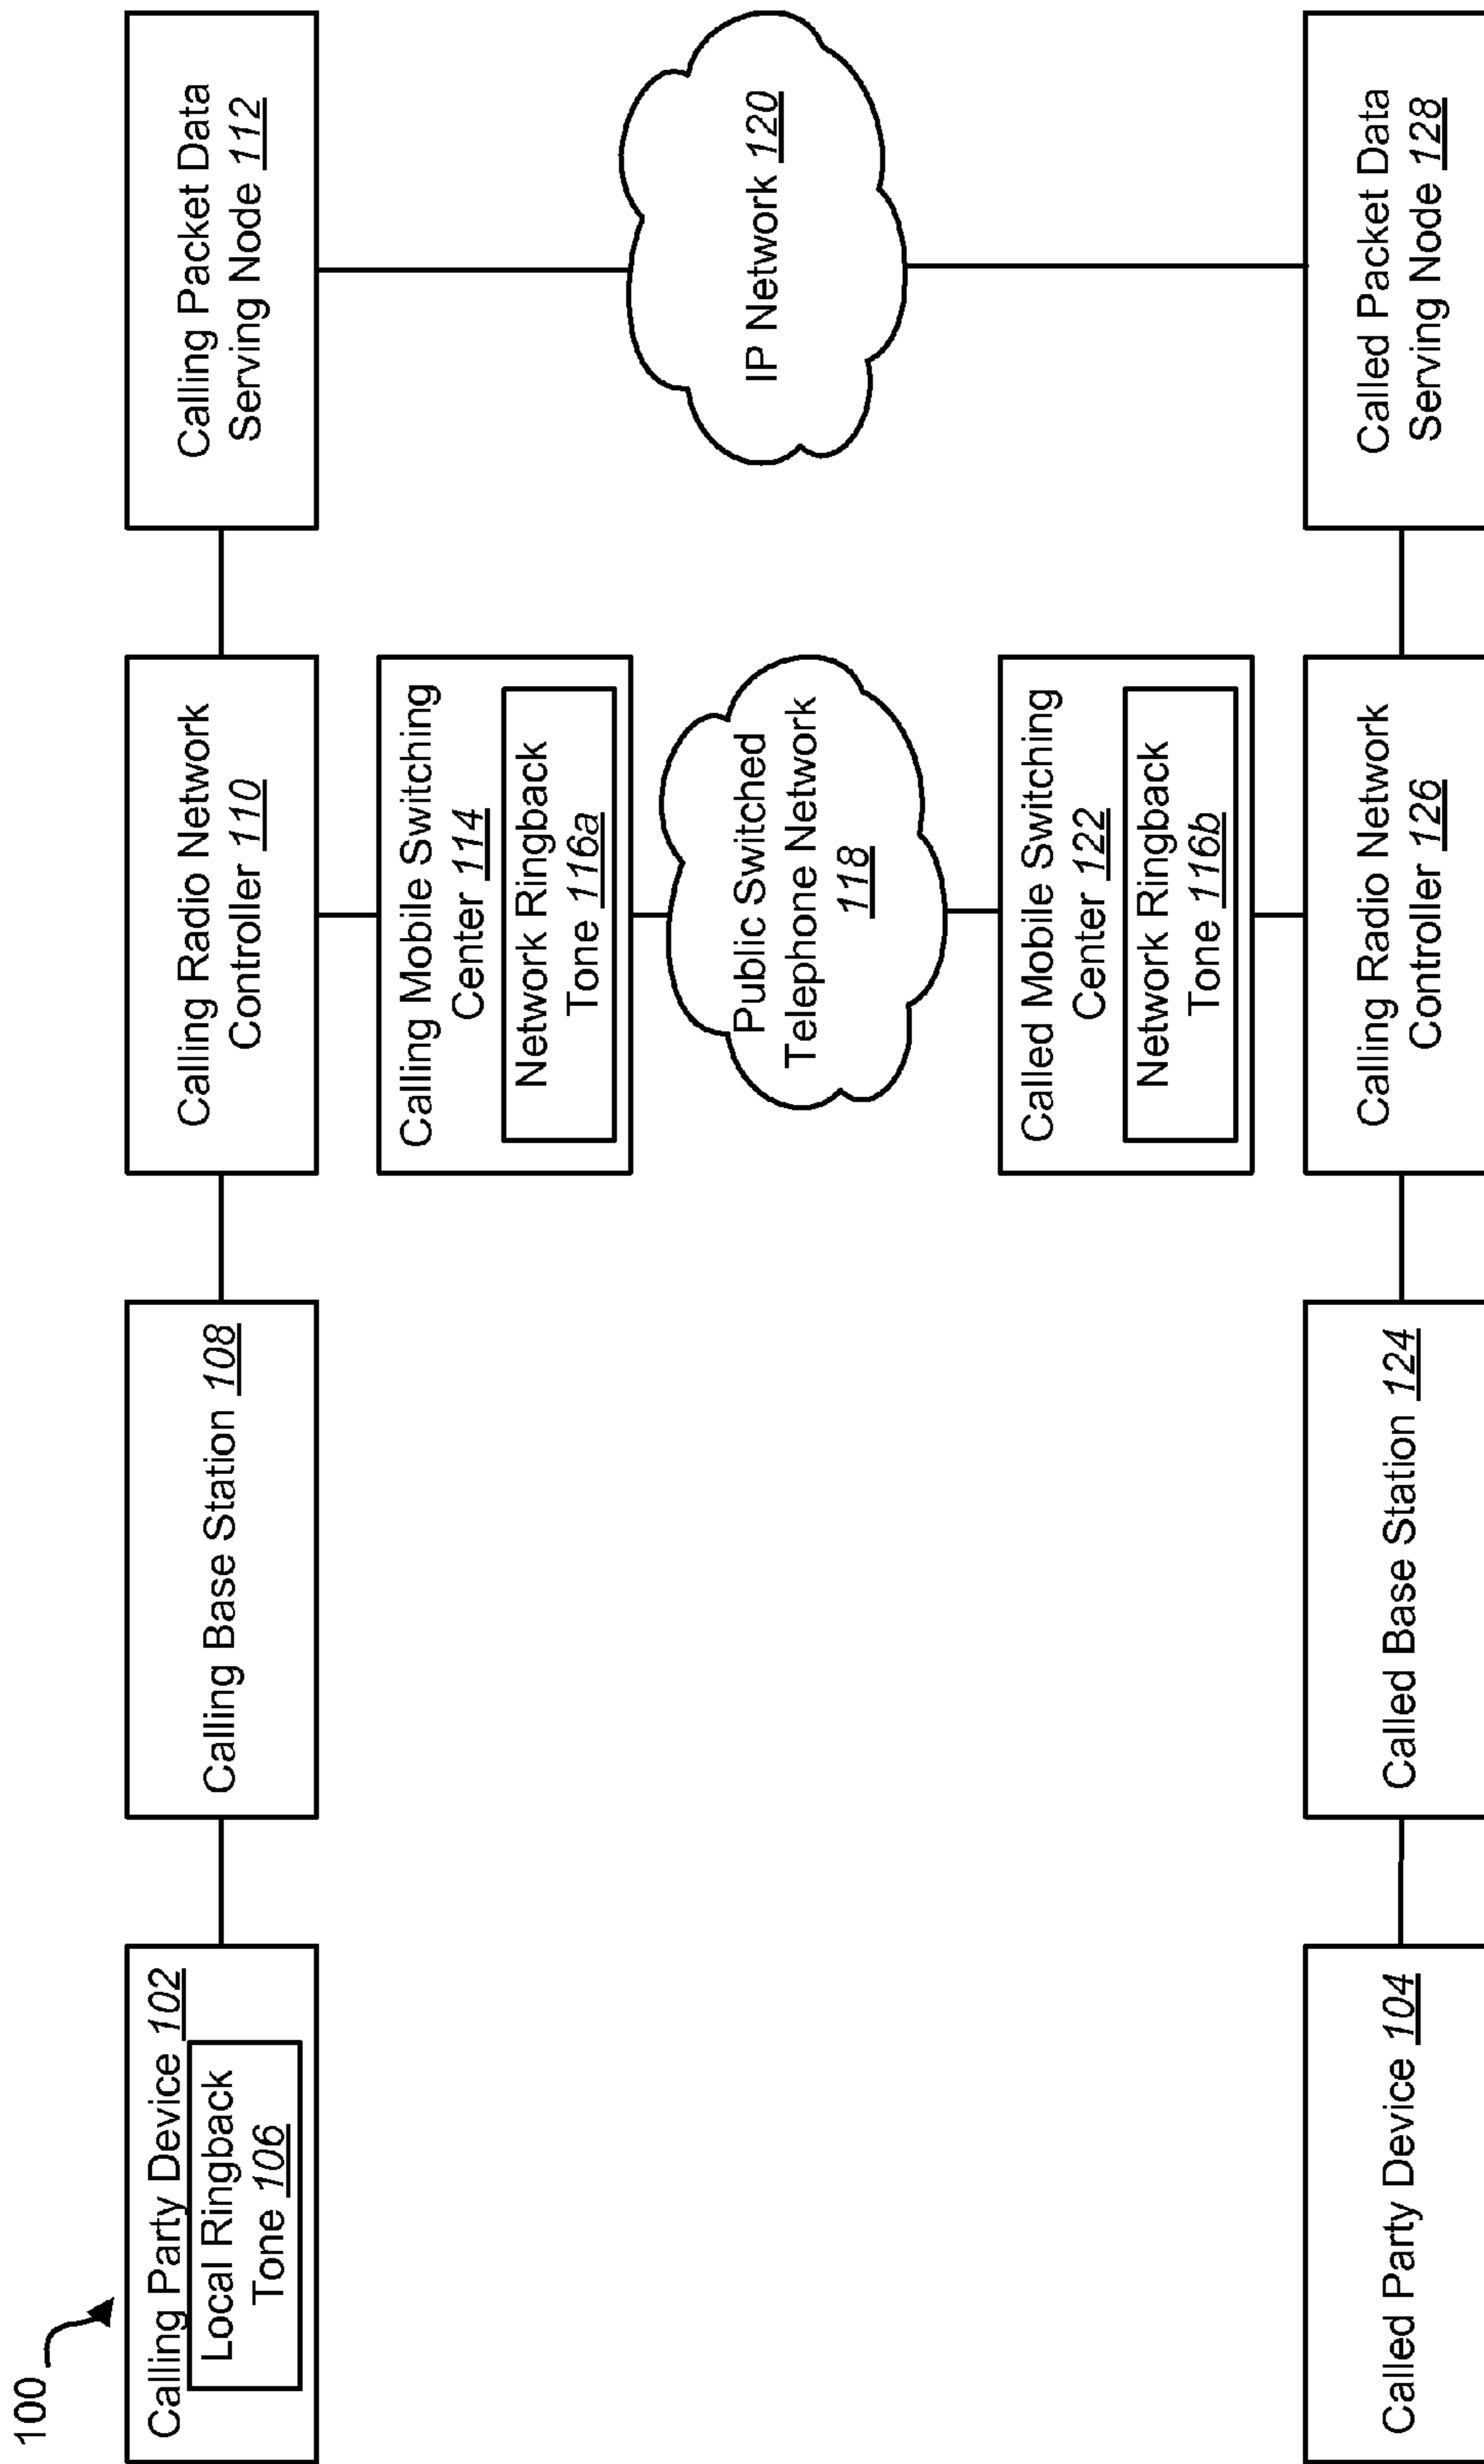 100
Calling Party Device 102
Local Ringback
Tone 106
Calling Base Station 108
Calling Radio Network
Controller 110
Calling Packet Data
Serving Node 112
Calling Mobile Switching
Center 114
Network Ringback
Tone 116a
Public Switched
Telephone Network
118
IP Network 120
Called Mobile Switching
Center 122
Network Ringback
Tone 116b
Called Party Device 104
Called Base Station 124
Calling Radio Network
Controller 126
Called Packet Data
Serving Node 128